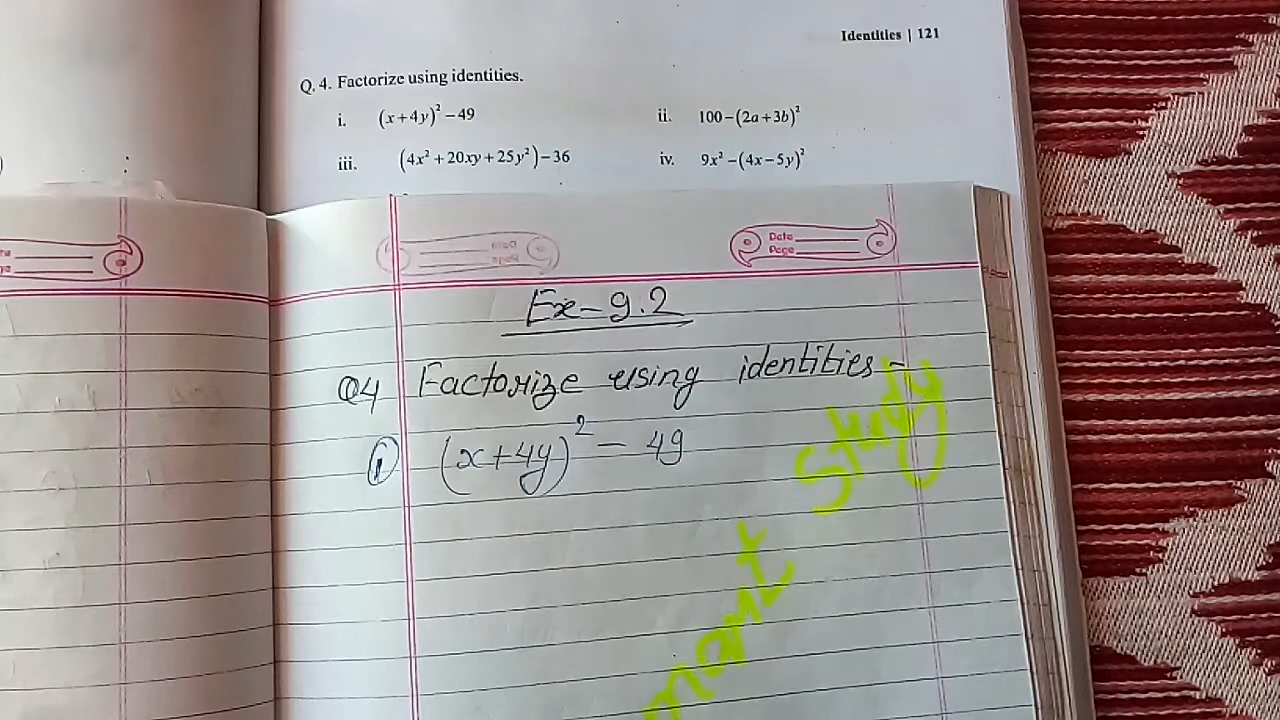 Identities | 121
Q. 4. Factorize using identities.
i. (x+4y)² −49
ii. 100−(2a+3b)²
iii. (4x² +20xy+25y²)−36
iv. 9x² −(4x−5y)²
Date
Page
Ex-9.2
Q4 Factorize using identities-
i (x+4y)² − 49
Study